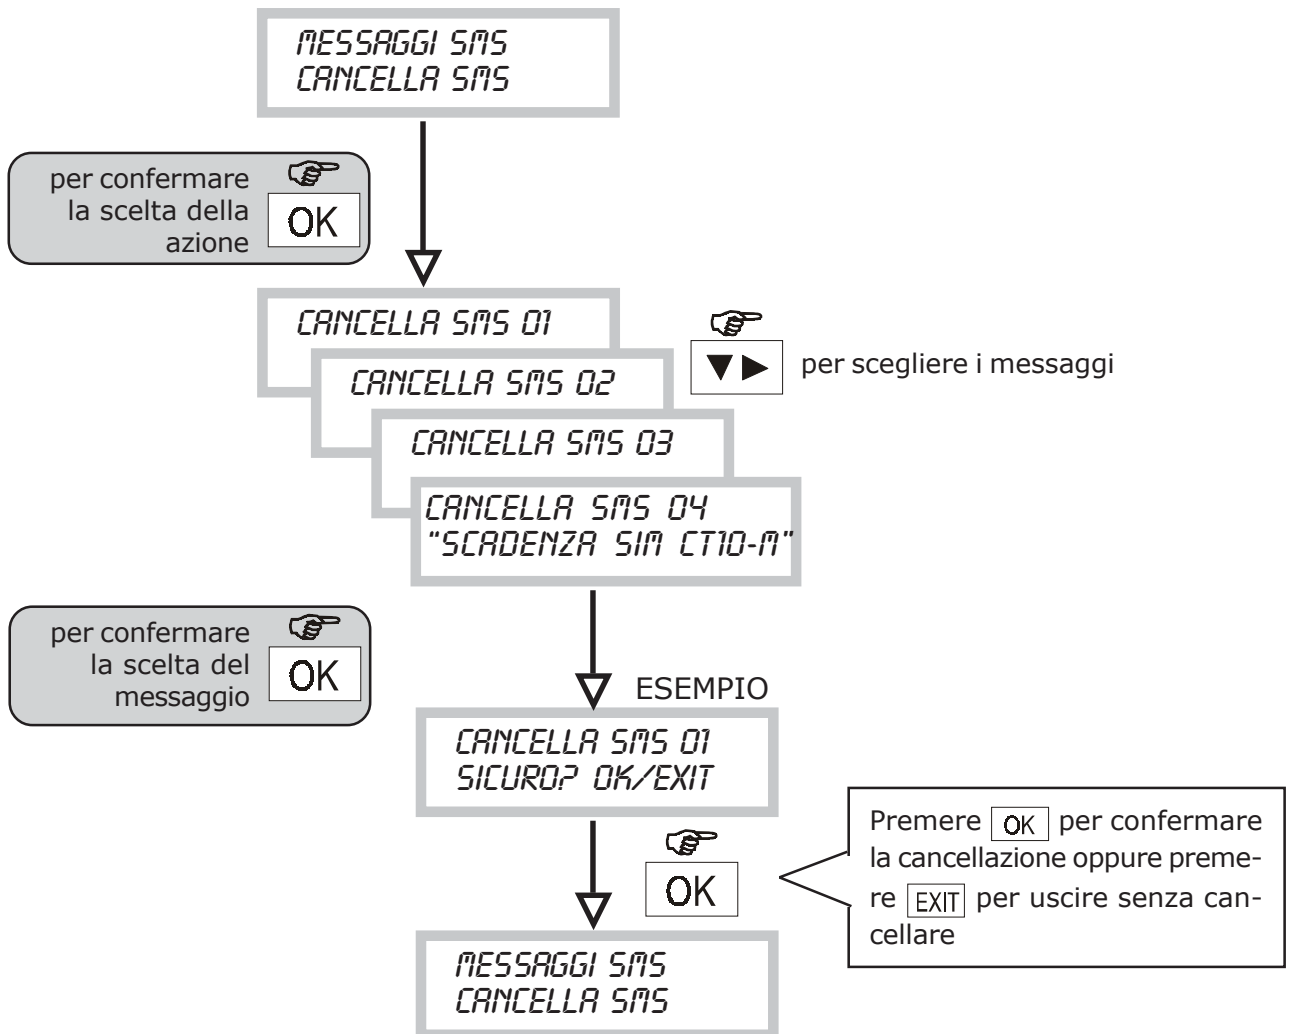 MESSAGGI SMS
CANCELLA SMS
per confermare
la scelta della
azione
OK
CANCELLA SMS 01
CANCELLA SMS 02
CANCELLA SMS 03
CANCELLA SMS 04
"SCADENZA SIM CT10-M"
▼▶ per scegliere i messaggi
per confermare
la scelta del
messaggio
OK
ESEMPIO
CANCELLA SMS 01
SICURO? OK/EXIT
OK
Premere OK per confermare
la cancellazione oppure preme-
re EXIT per uscire senza can-
cellare
MESSAGGI SMS
CANCELLA SMS